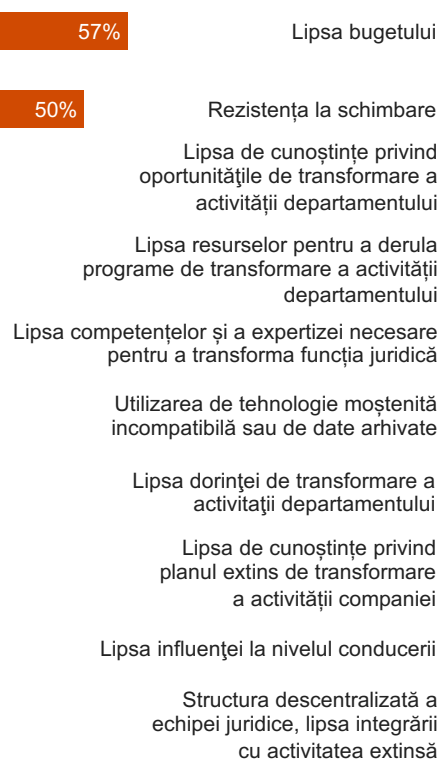 57% Lipsa bugetului
50% Rezistența la schimbare
Lipsa de cunoștințe privind
oportunităţile de transformare a
activității departamentului
Lipsa resurselor pentru a derula
programe de transformare a activității
departamentului
Lipsa competențelor și a expertizei necesare
pentru a transforma funcția juridică
Utilizarea de tehnologie moștenită
incompatibilă sau de date arhivate
Lipsa dorinţei de transformare a
activitaţii departamentului
Lipsa de cunoștințe privind
planul extins de transformare
a activității companiei
Lipsa influenţei la nivelul conducerii
Structura descentralizată a
echipei juridice, lipsa integrării
cu activitatea extinsă